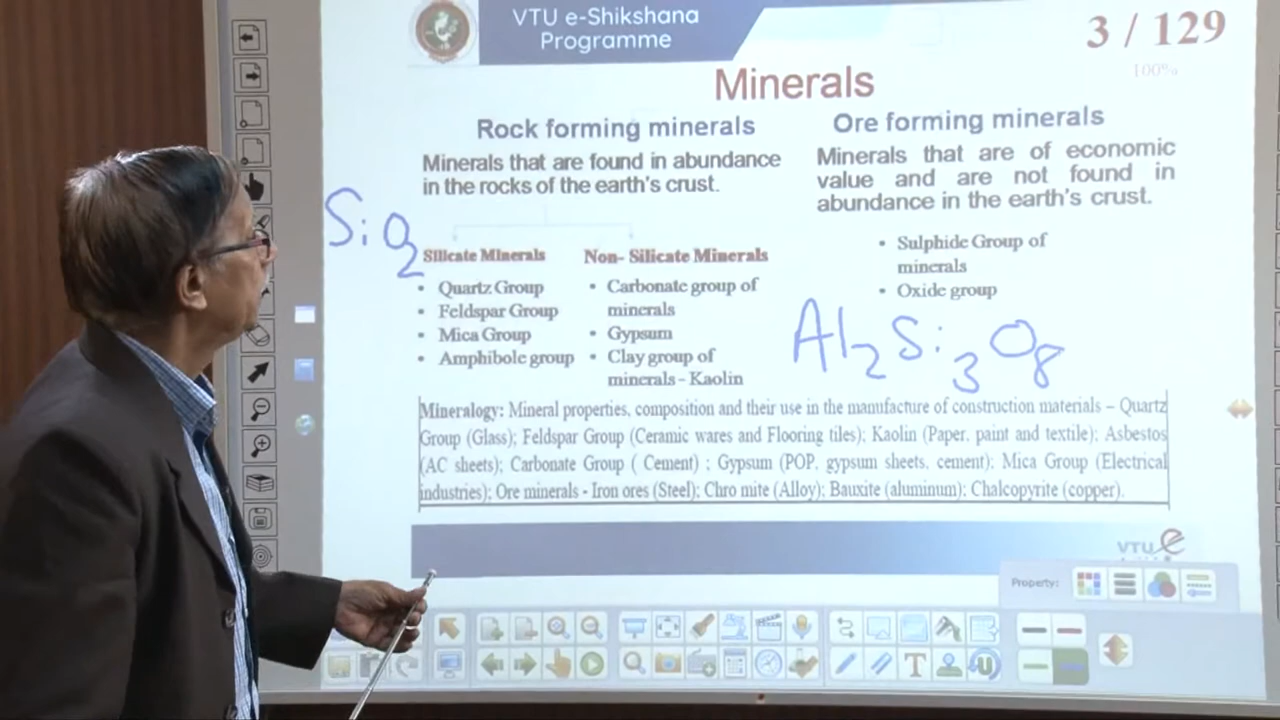 VTU e-Shikshana
Programme
3 / 129
100%
Minerals
Rock forming minerals
Minerals that are found in abundance
in the rocks of the earth's crust.
SiO2
Silicate Minerals
• Quartz Group
• Feldspar Group
• Mica Group
• Amphibole group
Non- Silicate Minerals
• Carbonate group of
minerals
• Gypsum
• Clay group of
minerals - Kaolin
Ore forming minerals
Minerals that are of economic
value and are not found in
abundance in the earth's crust.
• Sulphide Group of
minerals
• Oxide group
Al2Si3O8
Mineralogy: Mineral properties, composition and their use in the manufacture of construction materials – Quartz
Group (Glass); Feldspar Group (Ceramic wares and Flooring tiles); Kaolin (Paper, paint and textile); Asbestos
(AC sheets); Carbonate Group ( Cement) ; Gypsum (POP, gypsum sheets, cement); Mica Group (Electrical
industries); Ore minerals - Iron ores (Steel); Chro mite (Alloy); Bauxite (aluminum); Chalcopyrite (copper).
VTU e
Property: